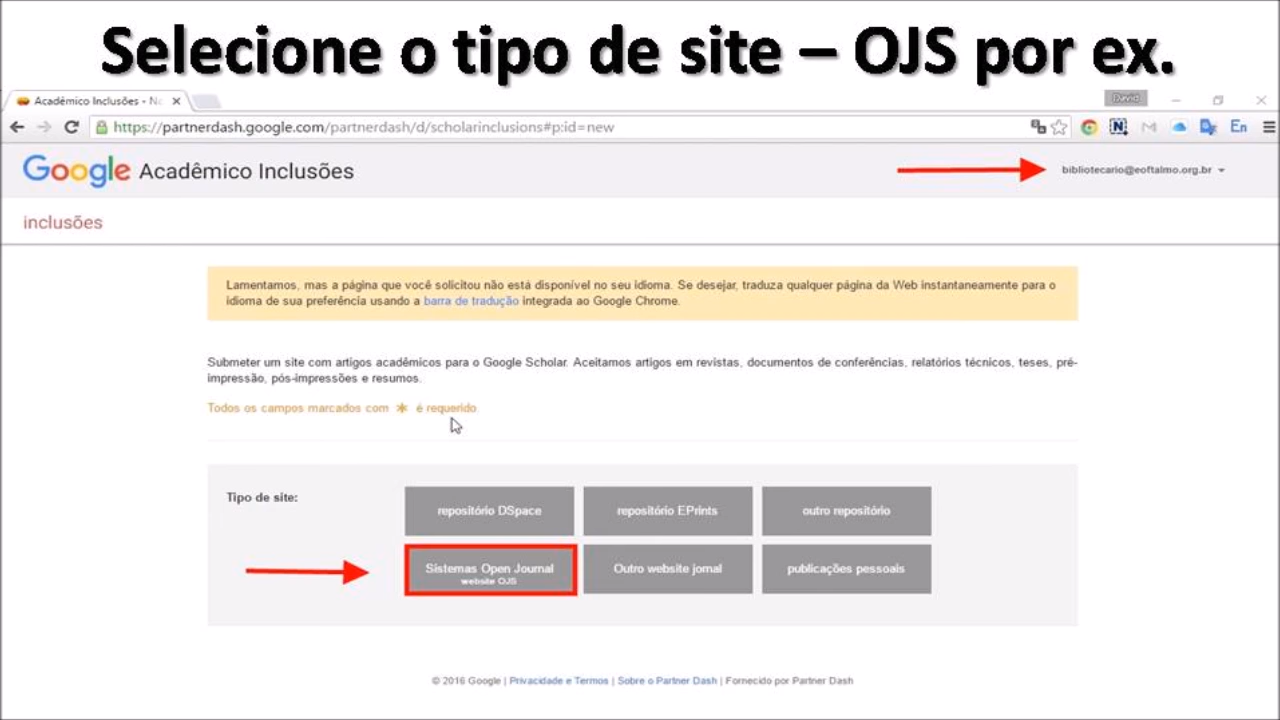 Selecione o tipo de site – OJS por ex.
Acadêmico Inclusões - No
David
https://partnerdash.google.com/partnerdash/d/scholarinclusions#p:id=new
N
En
Google Acadêmico Inclusões
bibliotecario@eoftalmo.org.br
inclusões
Lamentamos, mas a página que você solicitou não está disponível no seu idioma. Se desejar, traduza qualquer página da Web instantaneamente para o
idioma de sua preferência usando a barra de tradução integrada ao Google Chrome.
Submeter um site com artigos acadêmicos para o Google Scholar. Aceitamos artigos em revistas, documentos de conferências, relatórios técnicos, teses, pré-
impressão, pós-impressões e resumos.
Todos os campos marcados com * é requerido
Tipo de site:
repositório DSpace
repositório EPrints
outro repositório
Sistemas Open Journal
website OJS
Outro website jornal
publicações pessoais
© 2016 Google | Privacidade e Termos | Sobre o Partner Dash | Fornecido por Partner Dash